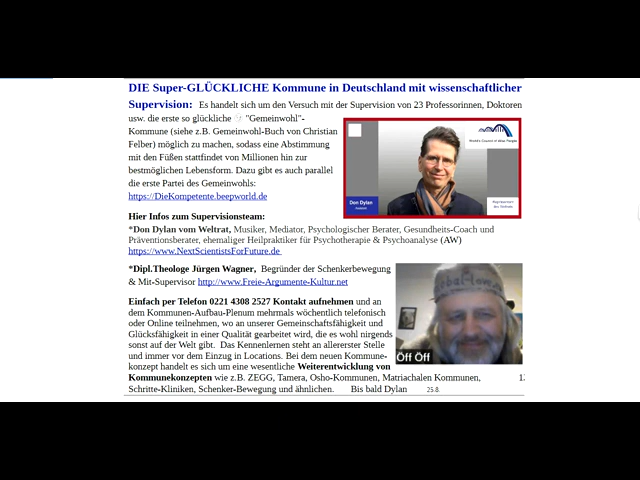 DIE Super-GLÜCKLICHE Kommune in Deutschland mit wissenschaftlicher
Supervision: Es handelt sich um den Versuch mit der Supervision von 23 Professorinnen, Doktoren
usw. die erste so glückliche "Gemeinwohl"-
Kommune (siehe z.B. Gemeinwohl-Buch von Christian
Felber) möglich zu machen, sodass eine Abstimmung
mit den Füßen stattfindet von Millionen hin zur
bestmöglichen Lebensform. Dazu gibt es auch parallel
die erste Partei des Gemeinwohls:
https://DieKompetente.beepworld.de
World's Council of Wise People
Don Dylan
Hier Infos zum Supervisionsteam:
*Don Dylan vom Weltrat, Musiker, Mediator, Psychologischer Berater, Gesundheits-Coach und
Präventionsberater, ehemaliger Heilpraktiker für Psychotherapie & Psychoanalyse (AW)
https://www.NextScientistsForFuture.de
*Dipl.Theologe Jürgen Wagner, Begründer der Schenkerbewegung
& Mit-Supervisor http://www.Freie-Argumente-Kultur.net
Öff Öff
Einfach per Telefon 0221 4308 2527 Kontakt aufnehmen und an
dem Kommunen-Aufbau-Plenum mehrmals wöchentlich telefonisch
oder Online teilnehmen, wo an unserer Gemeinschaftsfähigkeit und
Glücksfähigkeit in einer Qualität gearbeitet wird, die es wohl nirgends
sonst auf der Welt gibt. Das Kennenlernen steht an allererster Stelle
und immer vor dem Einzug in Locations. Bei dem neuen Kommune-
konzept handelt es sich um eine wesentliche Weiterentwicklung von
Kommunekonzepten wie z.B. ZEGG, Tamera, Osho-Kommunen, Matriachalen Kommunen,
Schritte-Kliniken, Schenker-Bewegung und ähnlichen. Bis bald Dylan 25.8.